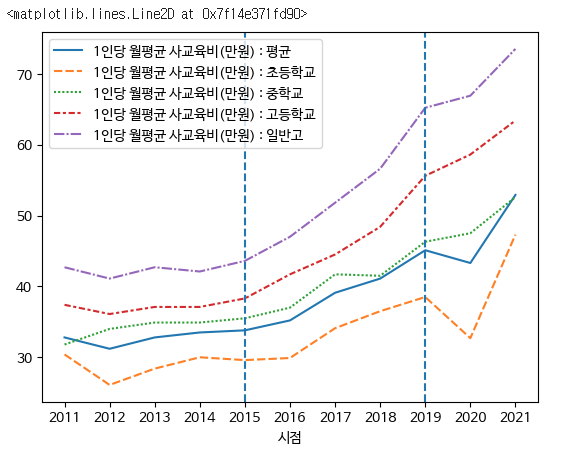 <matplotlib.lines.Line2D at 0x7f14e371fd90>
1인당 월평균 사교육비(만원) : 평균
1인당 월평균 사교육비(만원) : 초등학교
1인당 월평균 사교육비(만원) : 중학교
1인당 월평균 사교육비(만원) : 고등학교
1인당 월평균 사교육비(만원) : 일반고
70
60
50
40
30
2011 2012 2013 2014 2015 2016 2017 2018 2019 2020 2021
시점